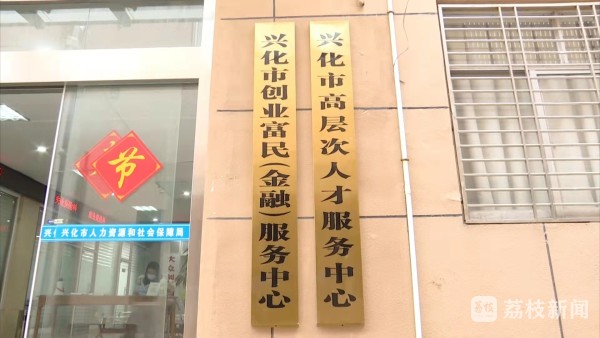 兴化市创业富民(金融)服务中心
兴化市高层次人才服务中心
节
兴化市人力资源和社会保障局
荔枝新闻